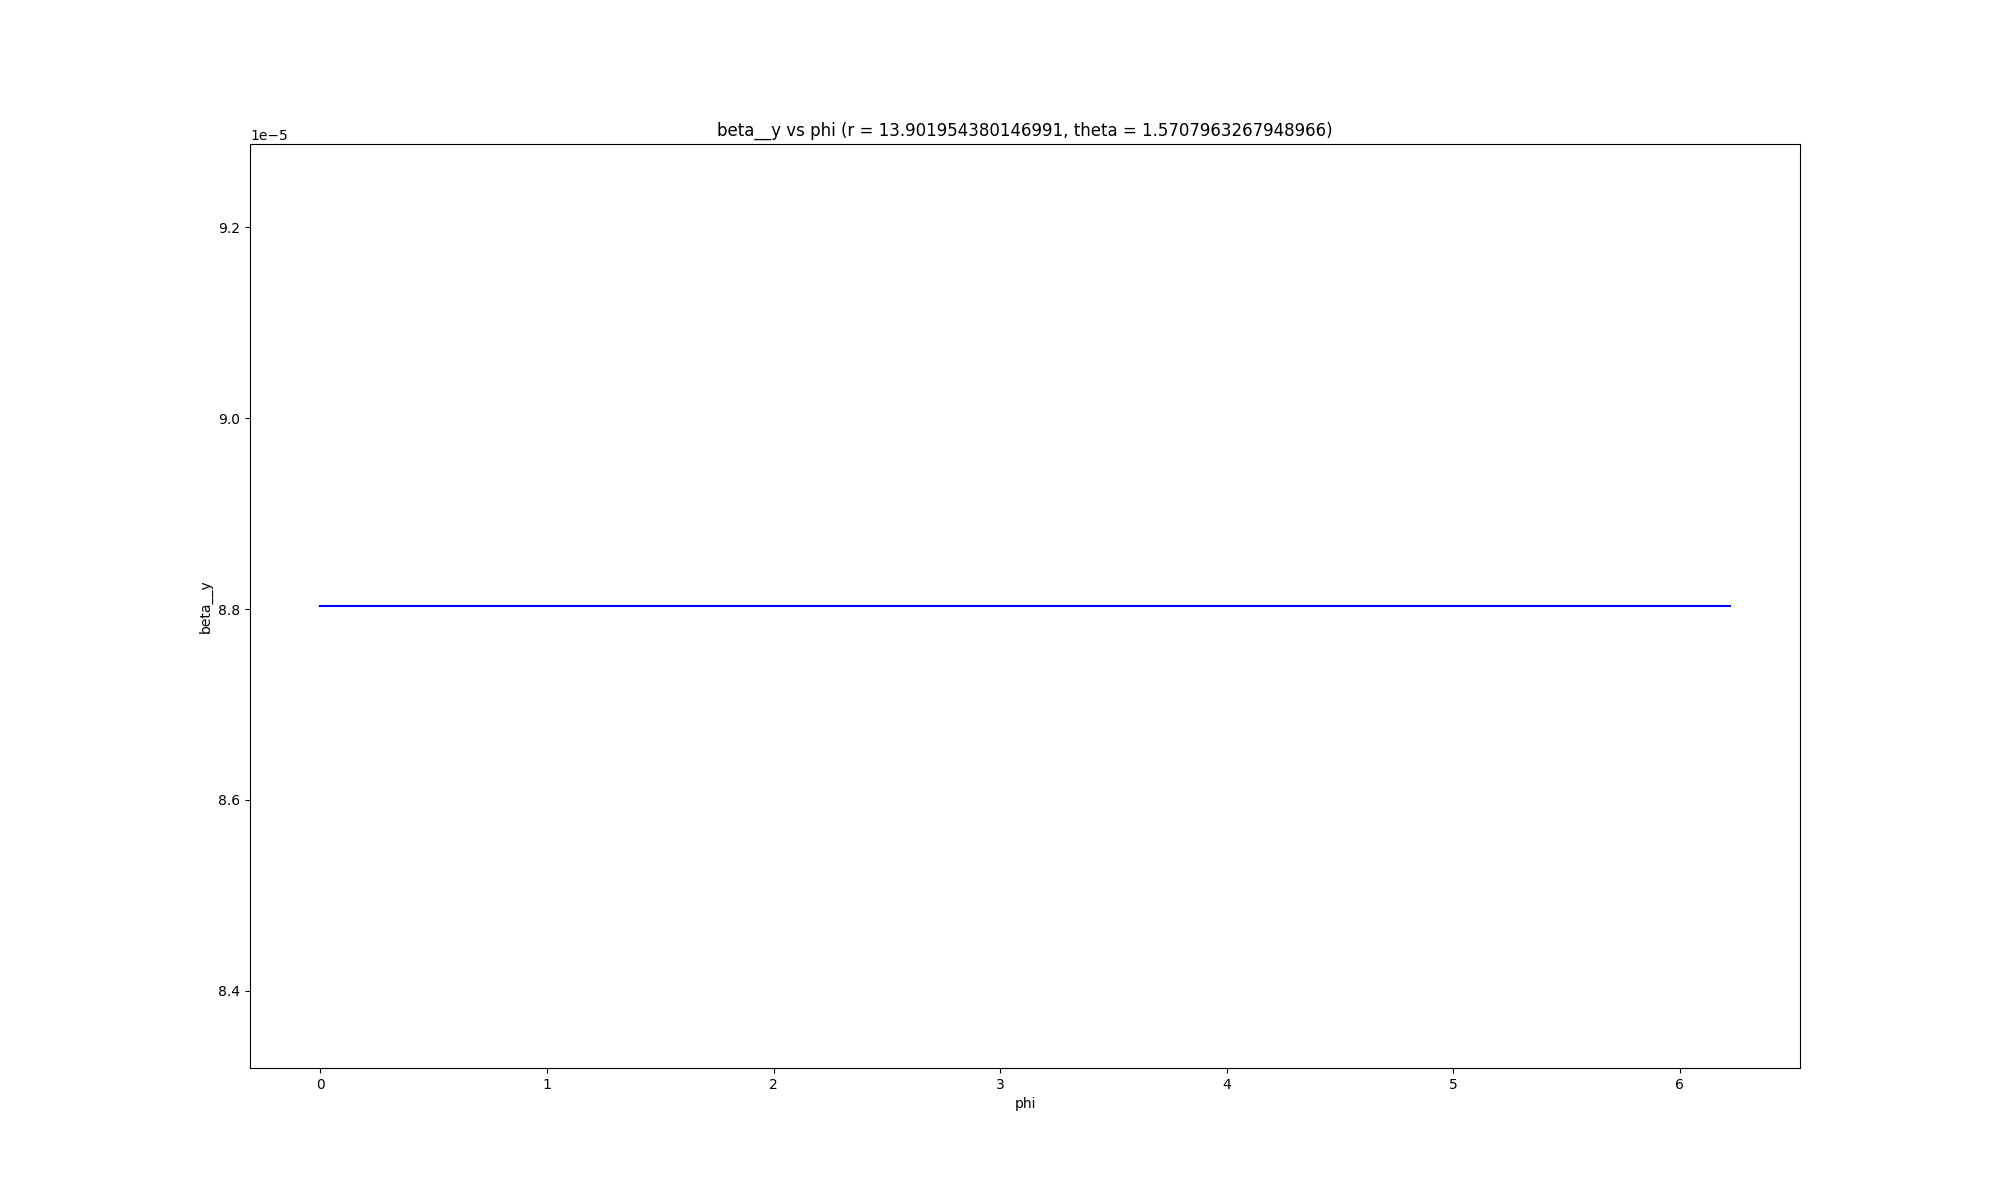 beta__y vs phi (r = 13.901954380146991, theta = 1.5707963267948966)
1e−5
9.2
9.0
8.8
8.6
8.4
beta__y
0 1 2 3 4 5 6
phi